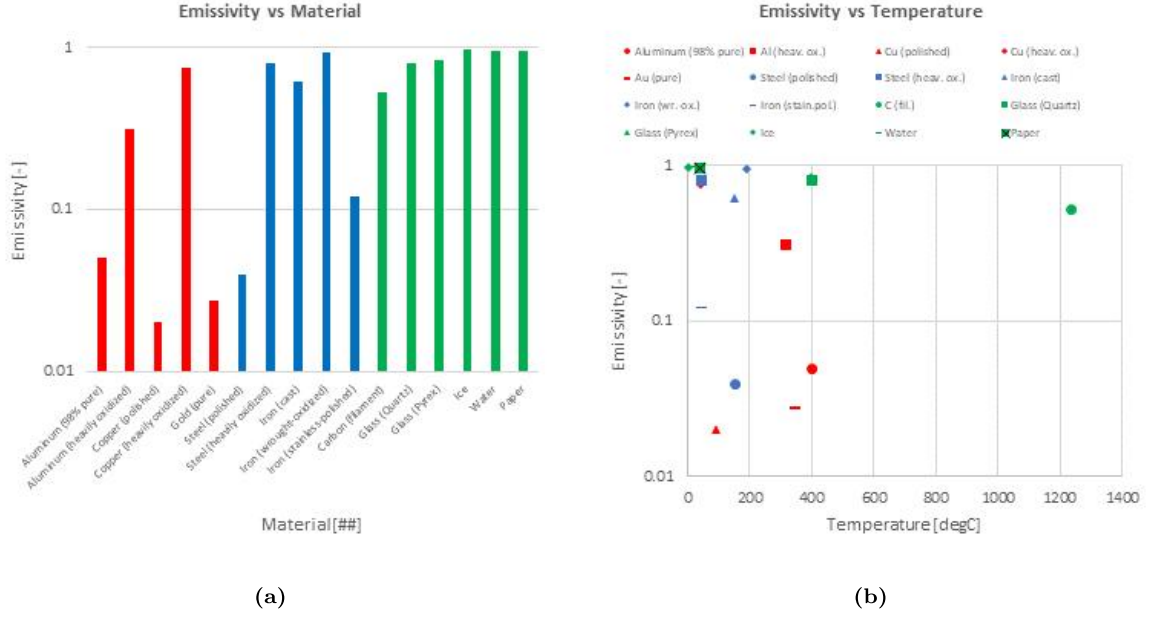 Emissivity vs Material
1
0.1
0.01
Emissivity[-]
Aluminum (98% pure)
Aluminum (heavily oxidized)
Copper (polished)
Copper (heavily oxidized)
Gold (pure)
Steel (polished)
Steel (heavily oxidized)
Iron (cast)
Iron (wrought-oxidized)
Iron (stainless-polished)
Carbon (filament)
Glass (Quartz)
Glass (Pyrex)
Ice
Water
Paper
Material[##]
(a)
Emissivity vs Temperature
Aluminum (98% pure) Al (heav. ox.) Cu (polished) Cu (heav. ox.)
Au (pure) Steel (polished) Steel (heav. ox.) Iron (cast)
Iron (wr. ox.) Iron (stain.pol.) C (fil.) Glass (Quartz)
Glass (Pyrex) Ice Water Paper
1
0.1
0.01
Emissivity[-]
0 200 400 600 800 1000 1200 1400
Temperature[degC]
(b)